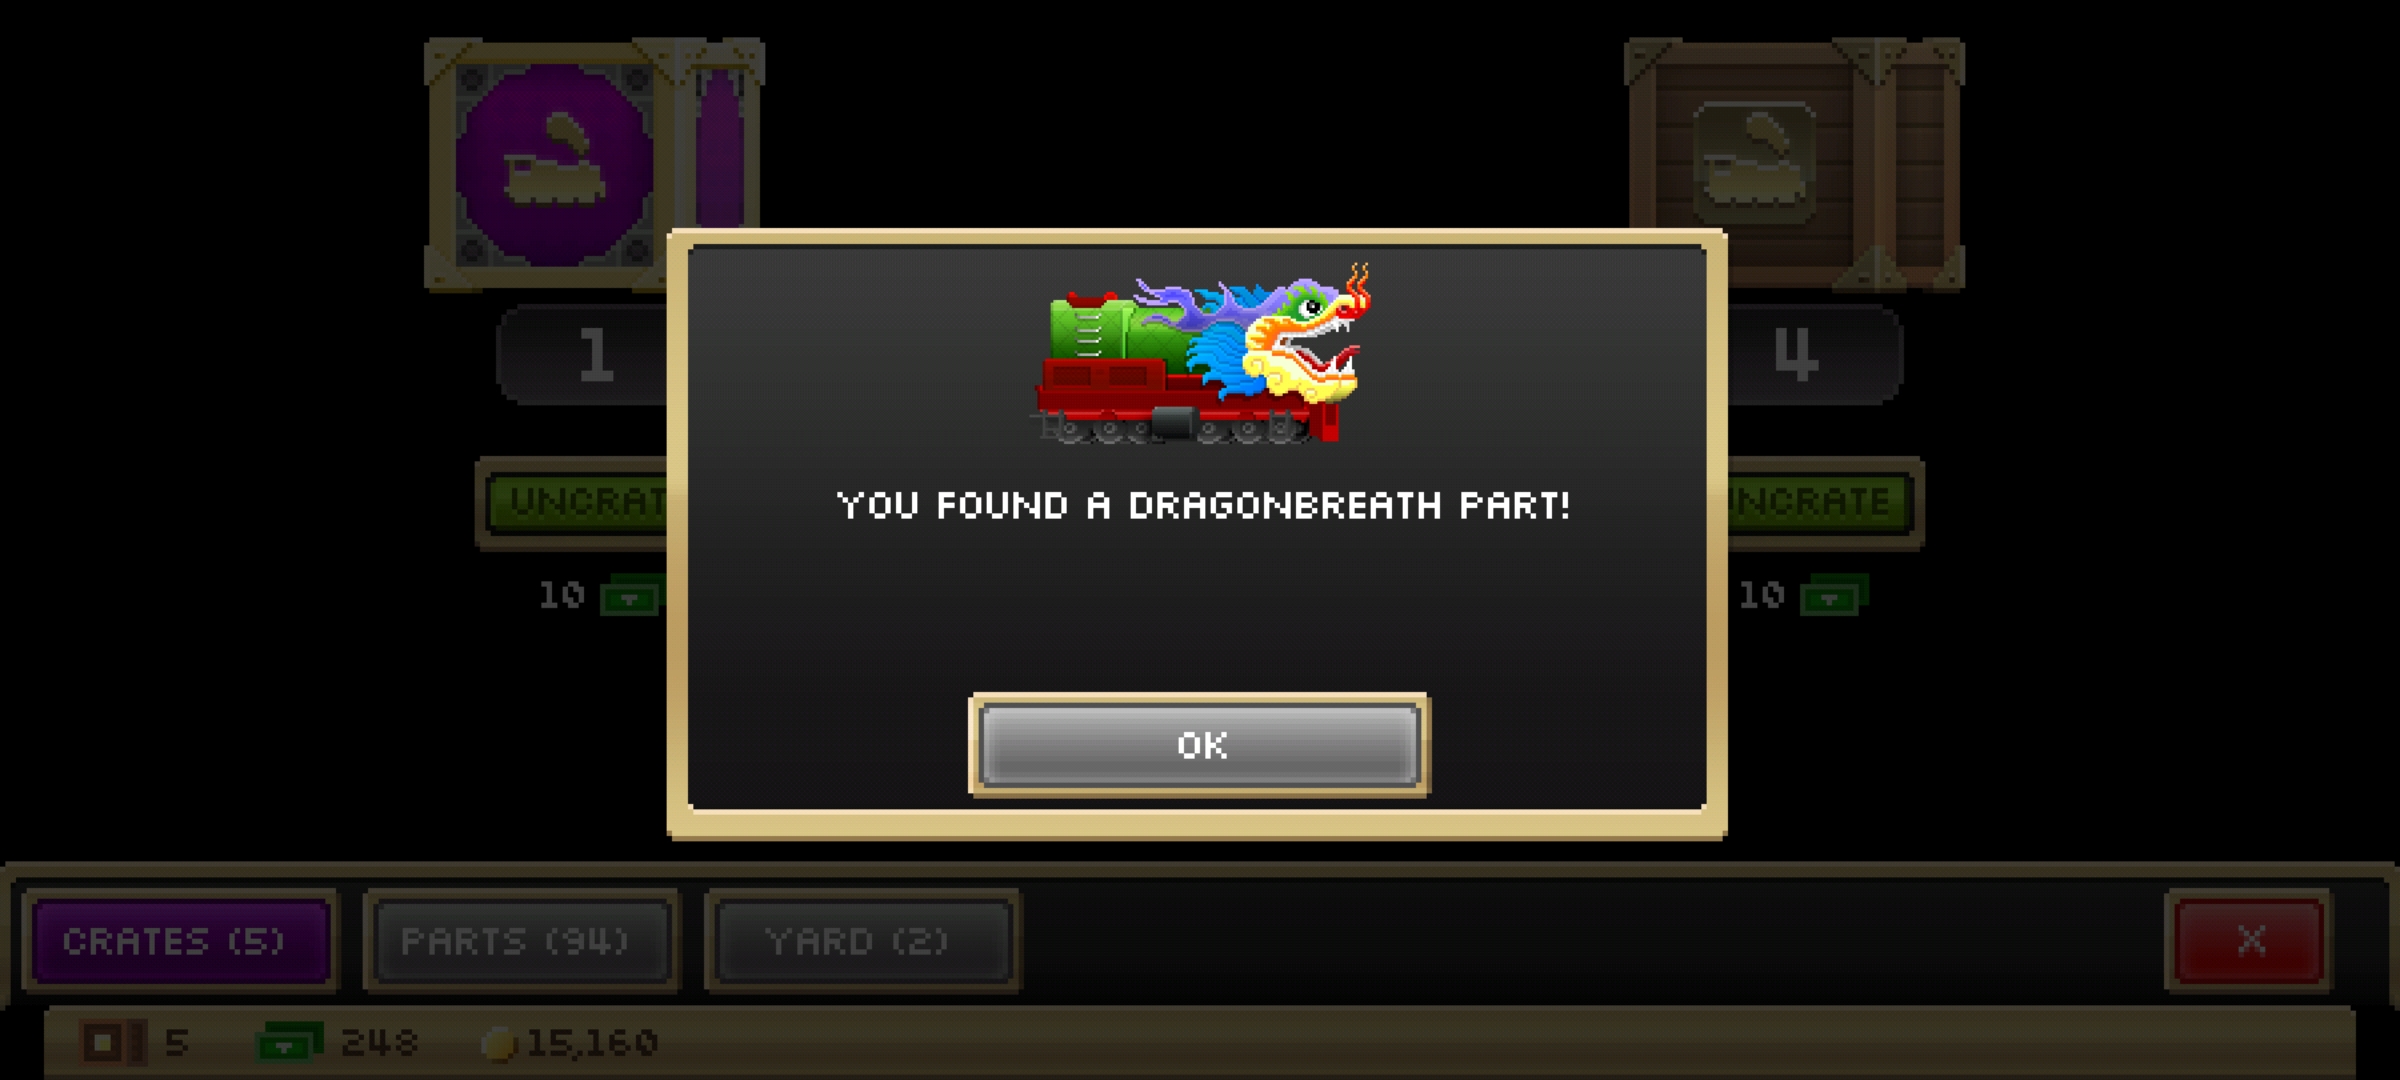 1
4
UNCRAT
NCRATE
10
10
YOU FOUND A DRAGONBREATH PART!
OK
CRATES (5)
PARTS (94)
YARD (2)
X
5
248
15,160